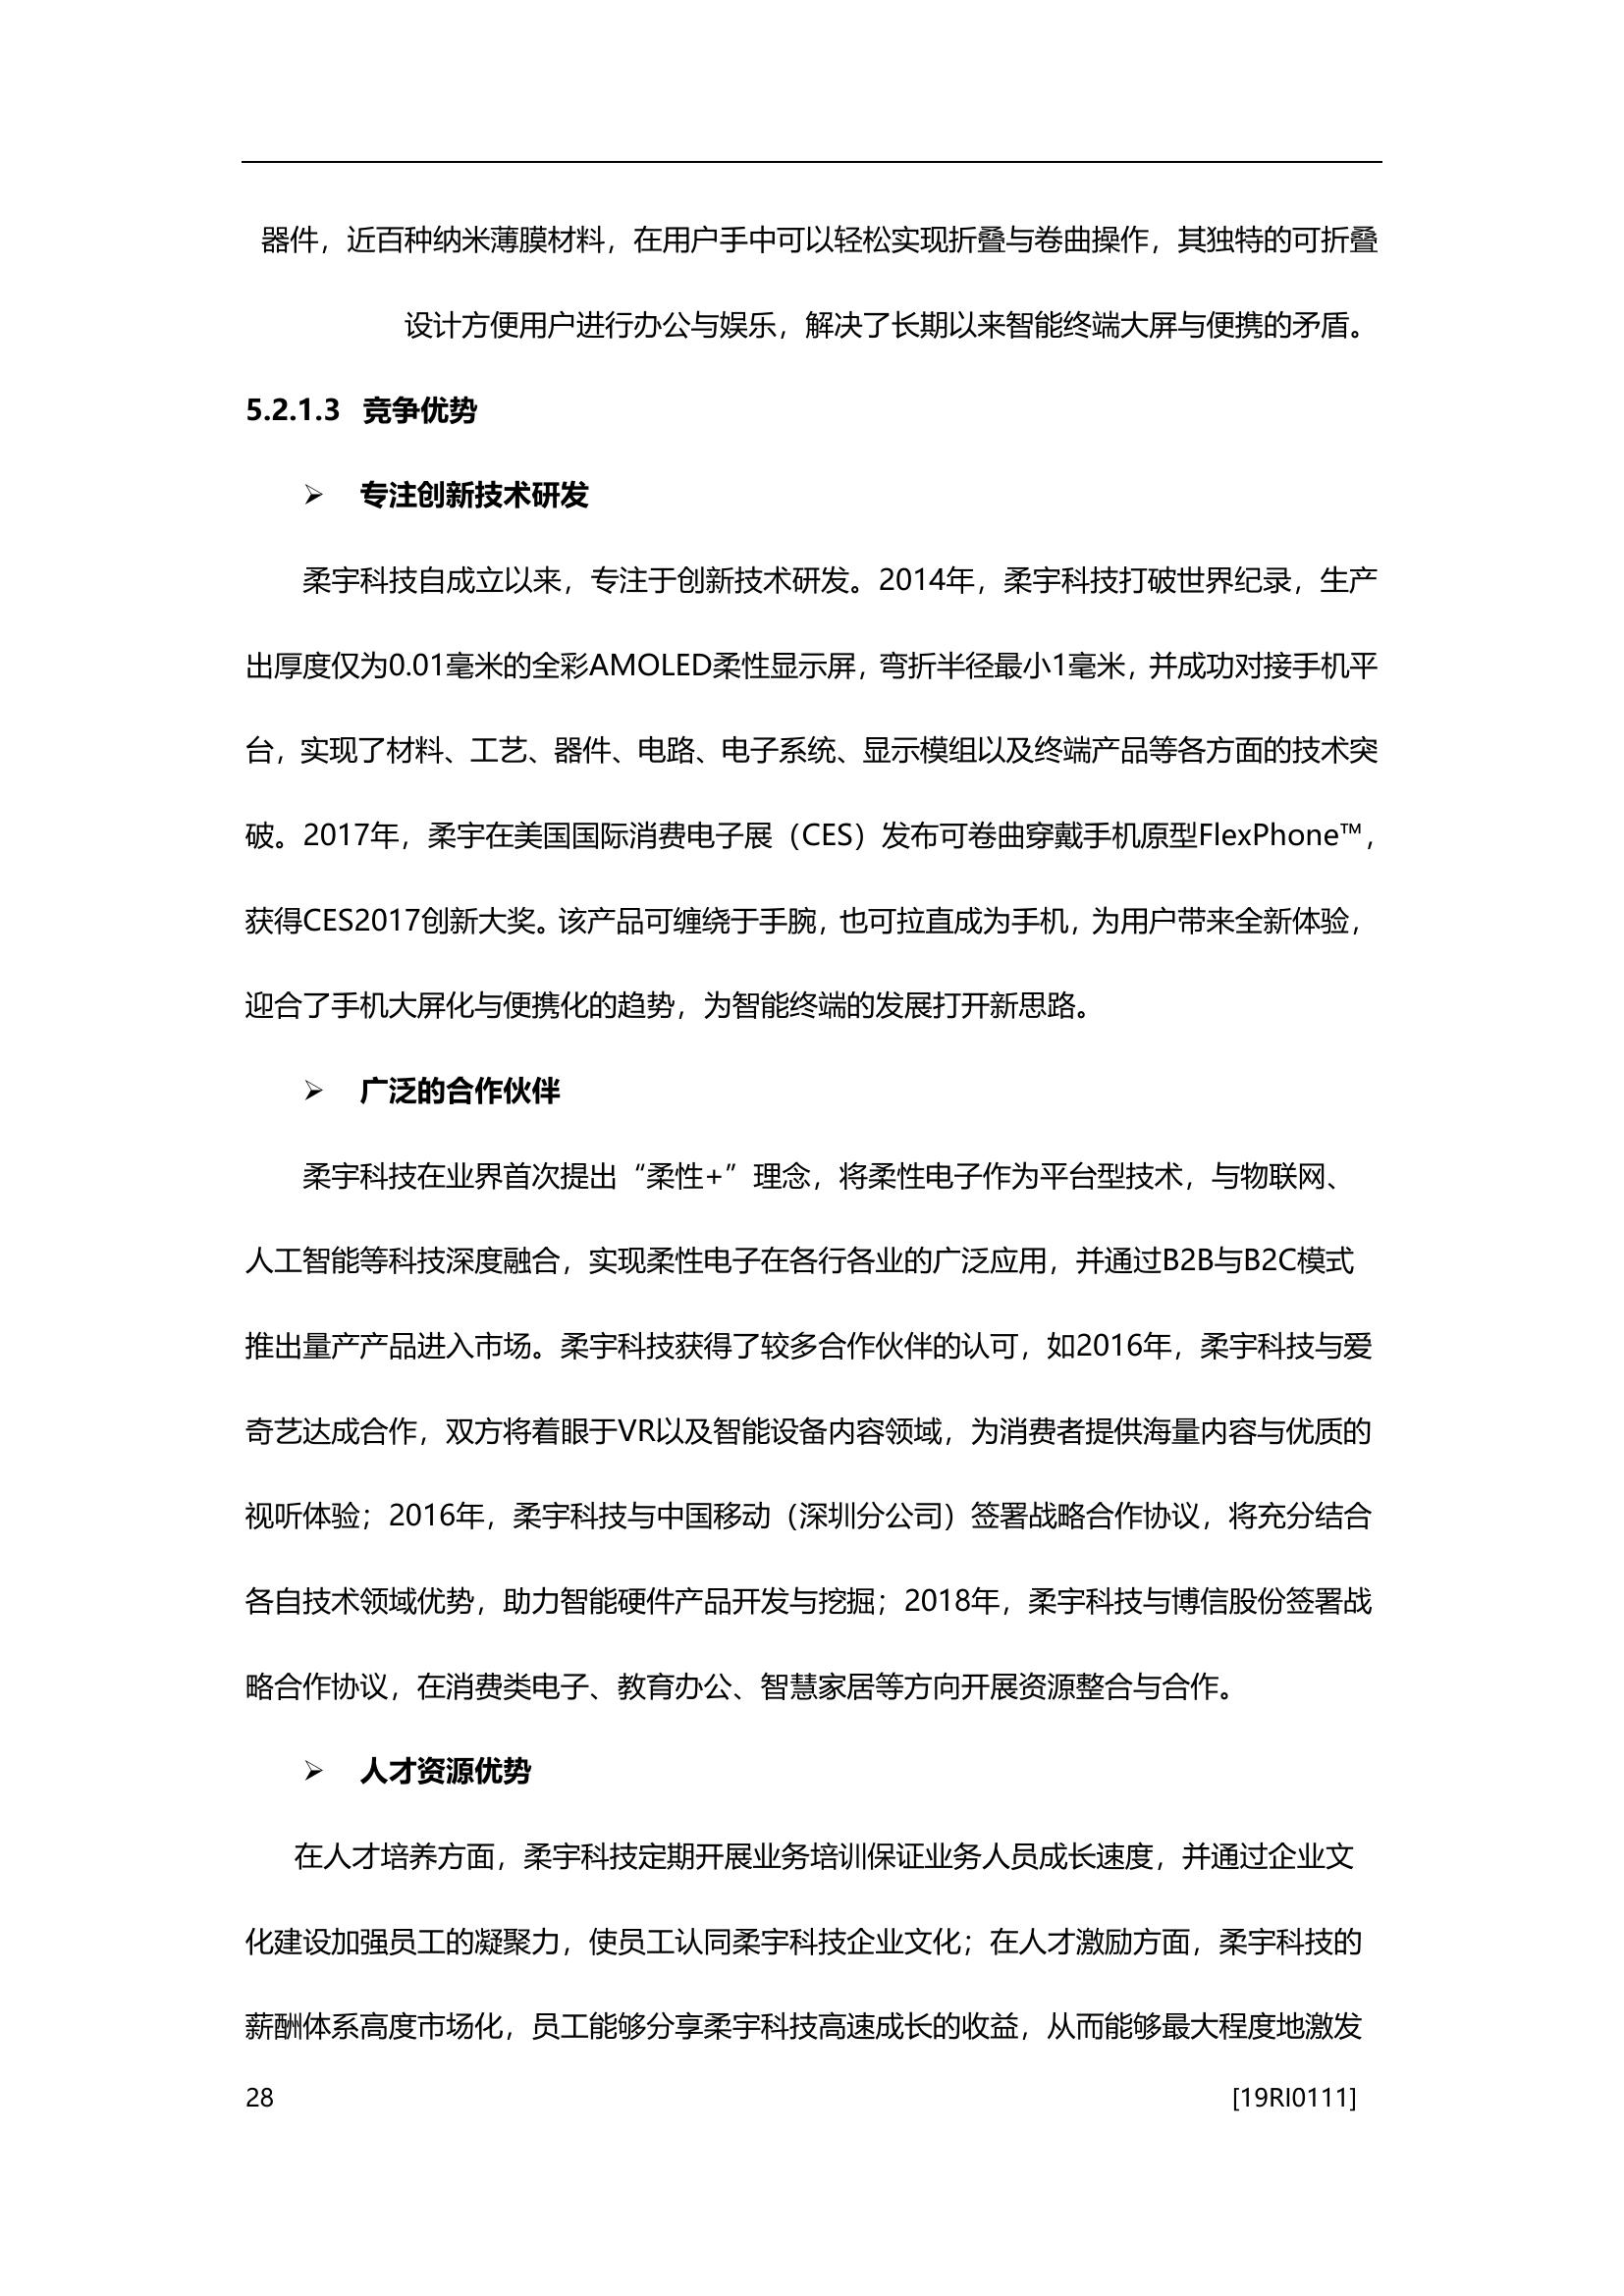 器件，近百种纳米薄膜材料，在用户手中可以轻松实现折叠与卷曲操作，其独特的可折叠
设计方便用户进行办公与娱乐，解决了长期以来智能终端大屏与便携的矛盾。
5.2.1.3 竞争优势
➢ 专注创新技术研发
柔宇科技自成立以来，专注于创新技术研发。2014年，柔宇科技打破世界纪录，生产
出厚度仅为0.01毫米的全彩AMOLED柔性显示屏，弯折半径最小1毫米，并成功对接手机平
台，实现了材料、工艺、器件、电路、电子系统、显示模组以及终端产品等各方面的技术突
破。2017年，柔宇在美国国际消费电子展（CES）发布可卷曲穿戴手机原型FlexPhone™，
获得CES2017创新大奖。该产品可缠绕于手腕，也可拉直成为手机，为用户带来全新体验，
迎合了手机大屏化与便携化的趋势，为智能终端的发展打开新思路。
➢ 广泛的合作伙伴
柔宇科技在业界首次提出“柔性+”理念，将柔性电子作为平台型技术，与物联网、
人工智能等科技深度融合，实现柔性电子在各行各业的广泛应用，并通过B2B与B2C模式
推出量产产品进入市场。柔宇科技获得了较多合作伙伴的认可，如2016年，柔宇科技与爱
奇艺达成合作，双方将着眼于VR以及智能设备内容领域，为消费者提供海量内容与优质的
视听体验；2016年，柔宇科技与中国移动（深圳分公司）签署战略合作协议，将充分结合
各自技术领域优势，助力智能硬件产品开发与挖掘；2018年，柔宇科技与博信股份签署战
略合作协议，在消费类电子、教育办公、智慧家居等方向开展资源整合与合作。
➢ 人才资源优势
在人才培养方面，柔宇科技定期开展业务培训保证业务人员成长速度，并通过企业文
化建设加强员工的凝聚力，使员工认同柔宇科技企业文化；在人才激励方面，柔宇科技的
薪酬体系高度市场化，员工能够分享柔宇科技高速成长的收益，从而能够最大程度地激发
28 [19RI0111]